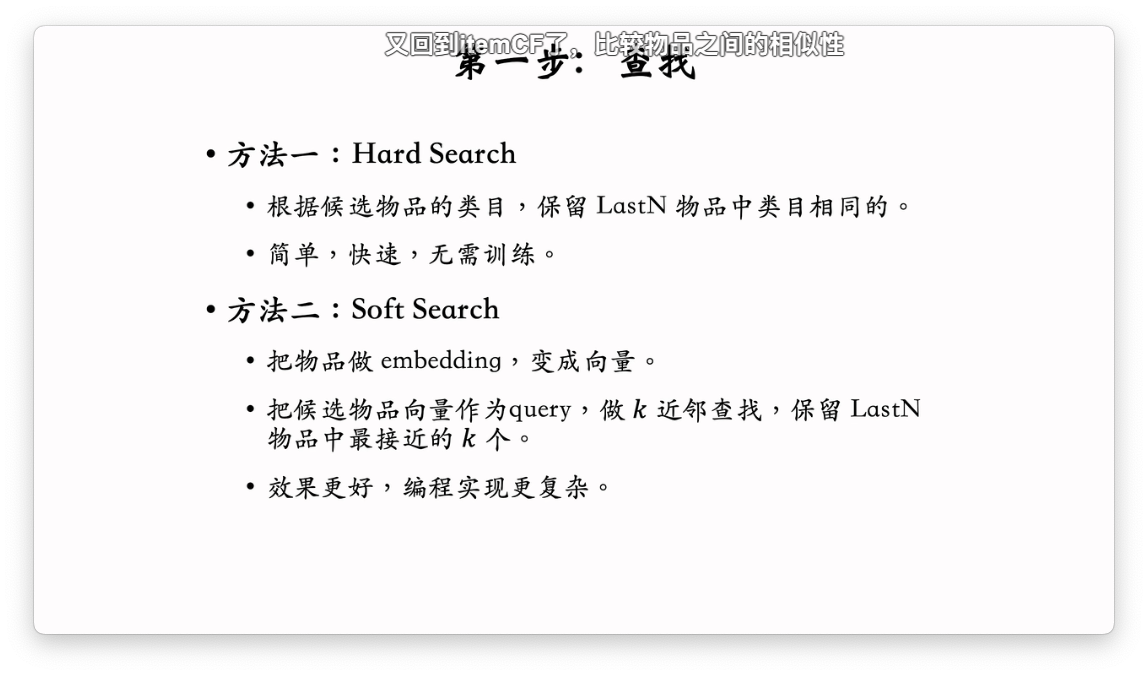 又回到itemCF了，比较物品之间的相似性
第一步：查找
• 方法一：Hard Search
• 根据候选物品的类目，保留 LastN 物品中类目相同的。
• 简单，快速，无需训练。
• 方法二：Soft Search
• 把物品做 embedding，变成向量。
• 把候选物品向量作为query，做 k 近邻查找，保留 LastN
物品中最接近的 k 个。
• 效果更好，编程实现更复杂。